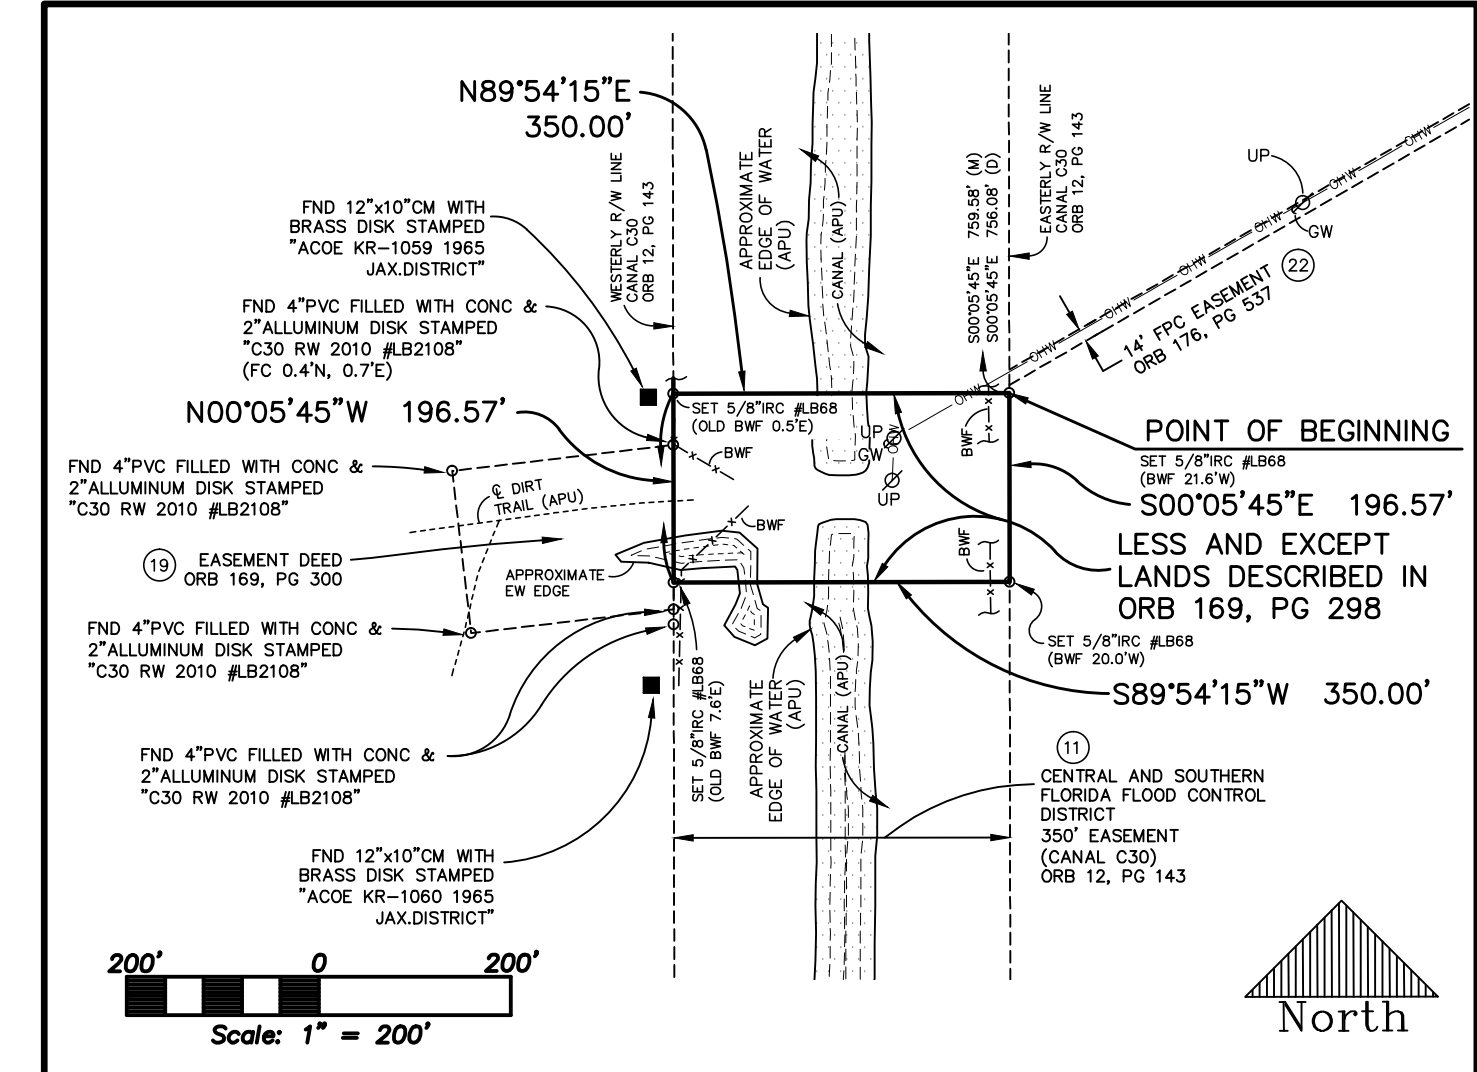 N89°54'15"E
350.00'
FND 12"x10"CM WITH
BRASS DISK STAMPED
"ACOE KR-1059 1965
JAX.DISTRICT"
FND 4"PVC FILLED WITH CONC &
2"ALLUMINUM DISK STAMPED
"C30 RW 2010 #LB2108"
(FC 0.4'N, 0.7'E)
N00°05'45"W 196.57'
WESTERLY R/W LINE
CANAL C30
ORB 12, PG 143
APPROXIMATE
EDGE OF WATER
(APU)
CANAL (APU)
S00°05'45"E 759.58' (M)
S00°05'45"E 756.08' (D)
EASTERLY R/W LINE
CANAL C30
ORB 12, PG 143
UP
GW
OHW
OHW
OHW
OHW
OHW
OHW
OHW
22
14' FPC EASEMENT
ORB 176, PG 537
SET 5/8"IRC #LB68
(OLD BWF 0.5'E)
BWF
UP
GW
OHW
UP
BWF
POINT OF BEGINNING
SET 5/8"IRC #LB68
(BWF 21.6'W)
S00°05'45"E 196.57'
LESS AND EXCEPT
LANDS DESCRIBED IN
ORB 169, PG 298
FND 4"PVC FILLED WITH CONC &
2"ALLUMINUM DISK STAMPED
"C30 RW 2010 #LB2108"
℄ DIRT
TRAIL (APU)
BWF
BWF
19
EASEMENT DEED
ORB 169, PG 300
APPROXIMATE
EW EDGE
FND 4"PVC FILLED WITH CONC &
2"ALLUMINUM DISK STAMPED
"C30 RW 2010 #LB2108"
SET 5/8"IRC #LB68
(BWF 20.0'W)
S89°54'15"W 350.00'
SET 5/8"IRC #LB68
(OLD BWF 7.6'E)
APPROXIMATE
EDGE OF WATER
(APU)
CANAL (APU)
FND 4"PVC FILLED WITH CONC &
2"ALLUMINUM DISK STAMPED
"C30 RW 2010 #LB2108"
11
CENTRAL AND SOUTHERN
FLORIDA FLOOD CONTROL
DISTRICT
350' EASEMENT
(CANAL C30)
ORB 12, PG 143
FND 12"x10"CM WITH
BRASS DISK STAMPED
"ACOE KR-1060 1965
JAX.DISTRICT"
200' 0 200'
Scale: 1" = 200'
North